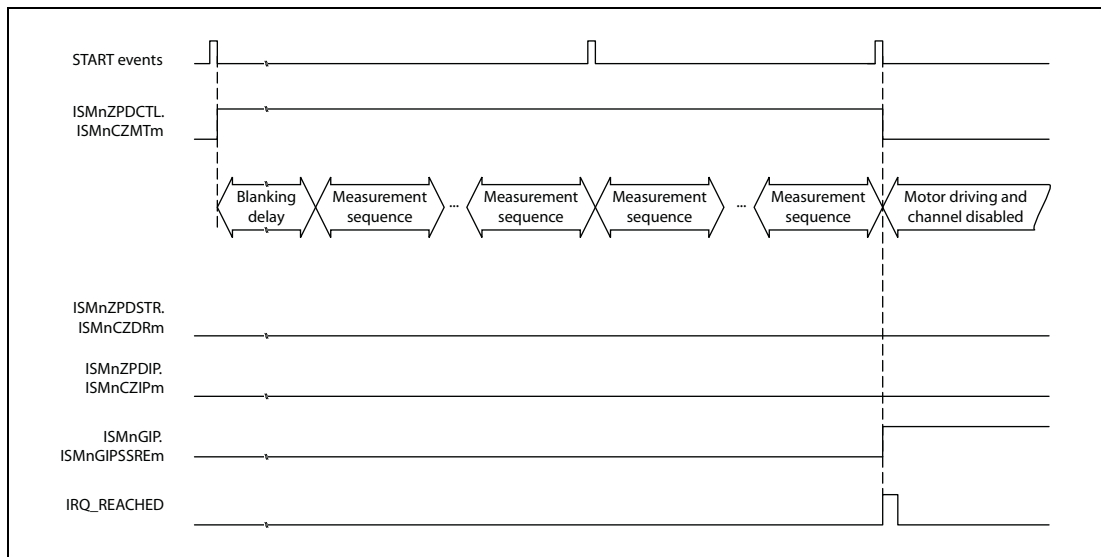 START events
ISMnZPDCTL.
ISMnCZMTm
Blanking
delay
Measurement
sequence
...
Measurement
sequence
Measurement
sequence
...
Measurement
sequence
Motor driving and
channel disabled
ISMnZPDSTR.
ISMnCZDRm
ISMnZPDIP.
ISMnCZIPm
ISMnGIP.
ISMnGIPSSREm
IRQ_REACHED